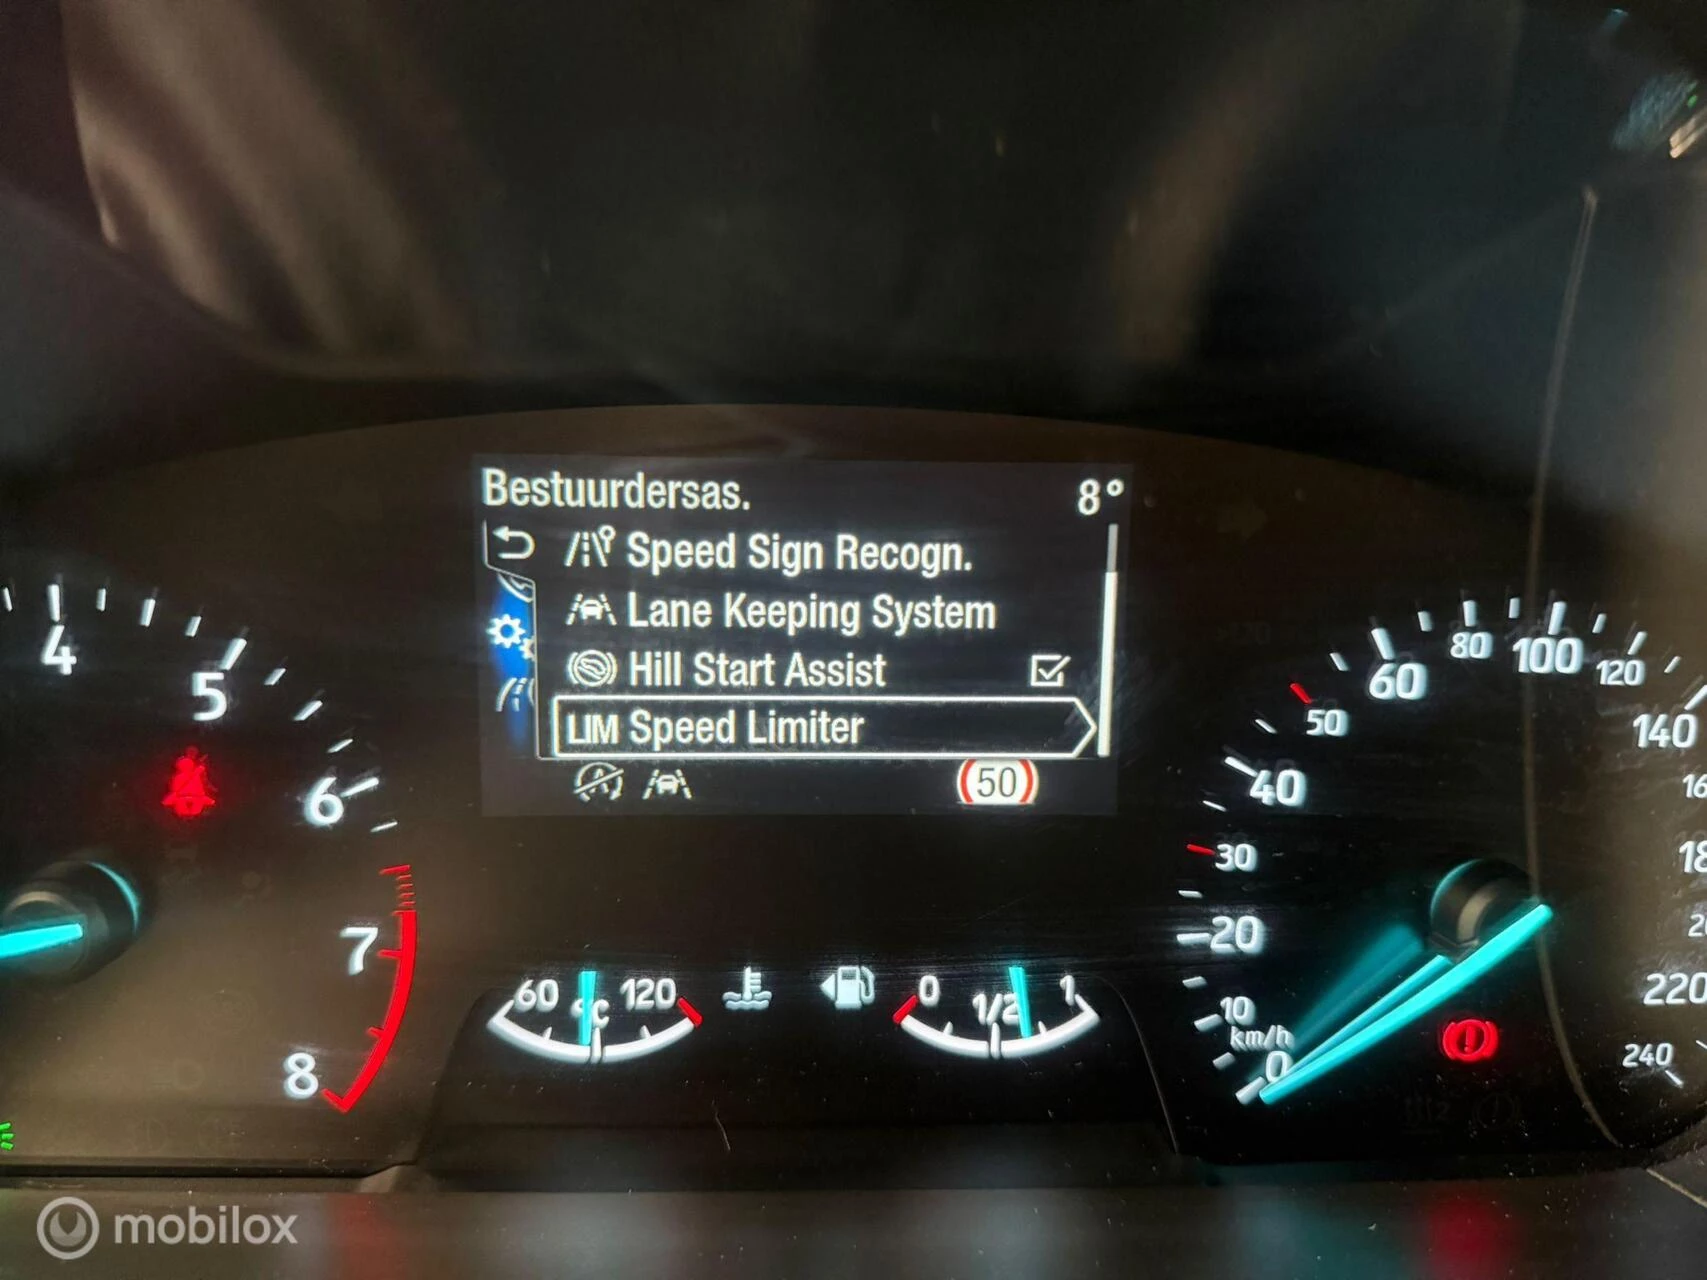 Bestuurdersas. 8°
Speed Sign Recogn.
Lane Keeping System
Hill Start Assist
LIM Speed Limiter
50
4
5
6
7
8
60 °C 120
0 1/2 1
0
10
km/h
20
30
40
50
60
80
100
120
140
220
240
mobilox